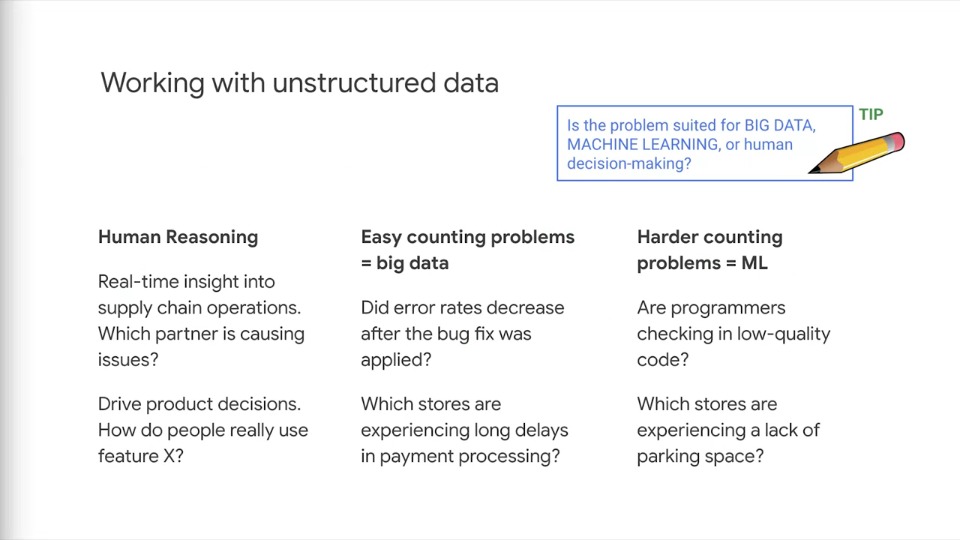 Working with unstructured data
TIP
Is the problem suited for BIG DATA,
MACHINE LEARNING, or human
decision-making?
Human Reasoning
Real-time insight into
supply chain operations.
Which partner is causing
issues?
Drive product decisions.
How do people really use
feature X?
Easy counting problems
= big data
Did error rates decrease
after the bug fix was
applied?
Which stores are
experiencing long delays
in payment processing?
Harder counting
problems = ML
Are programmers
checking in low-quality
code?
Which stores are
experiencing a lack of
parking space?